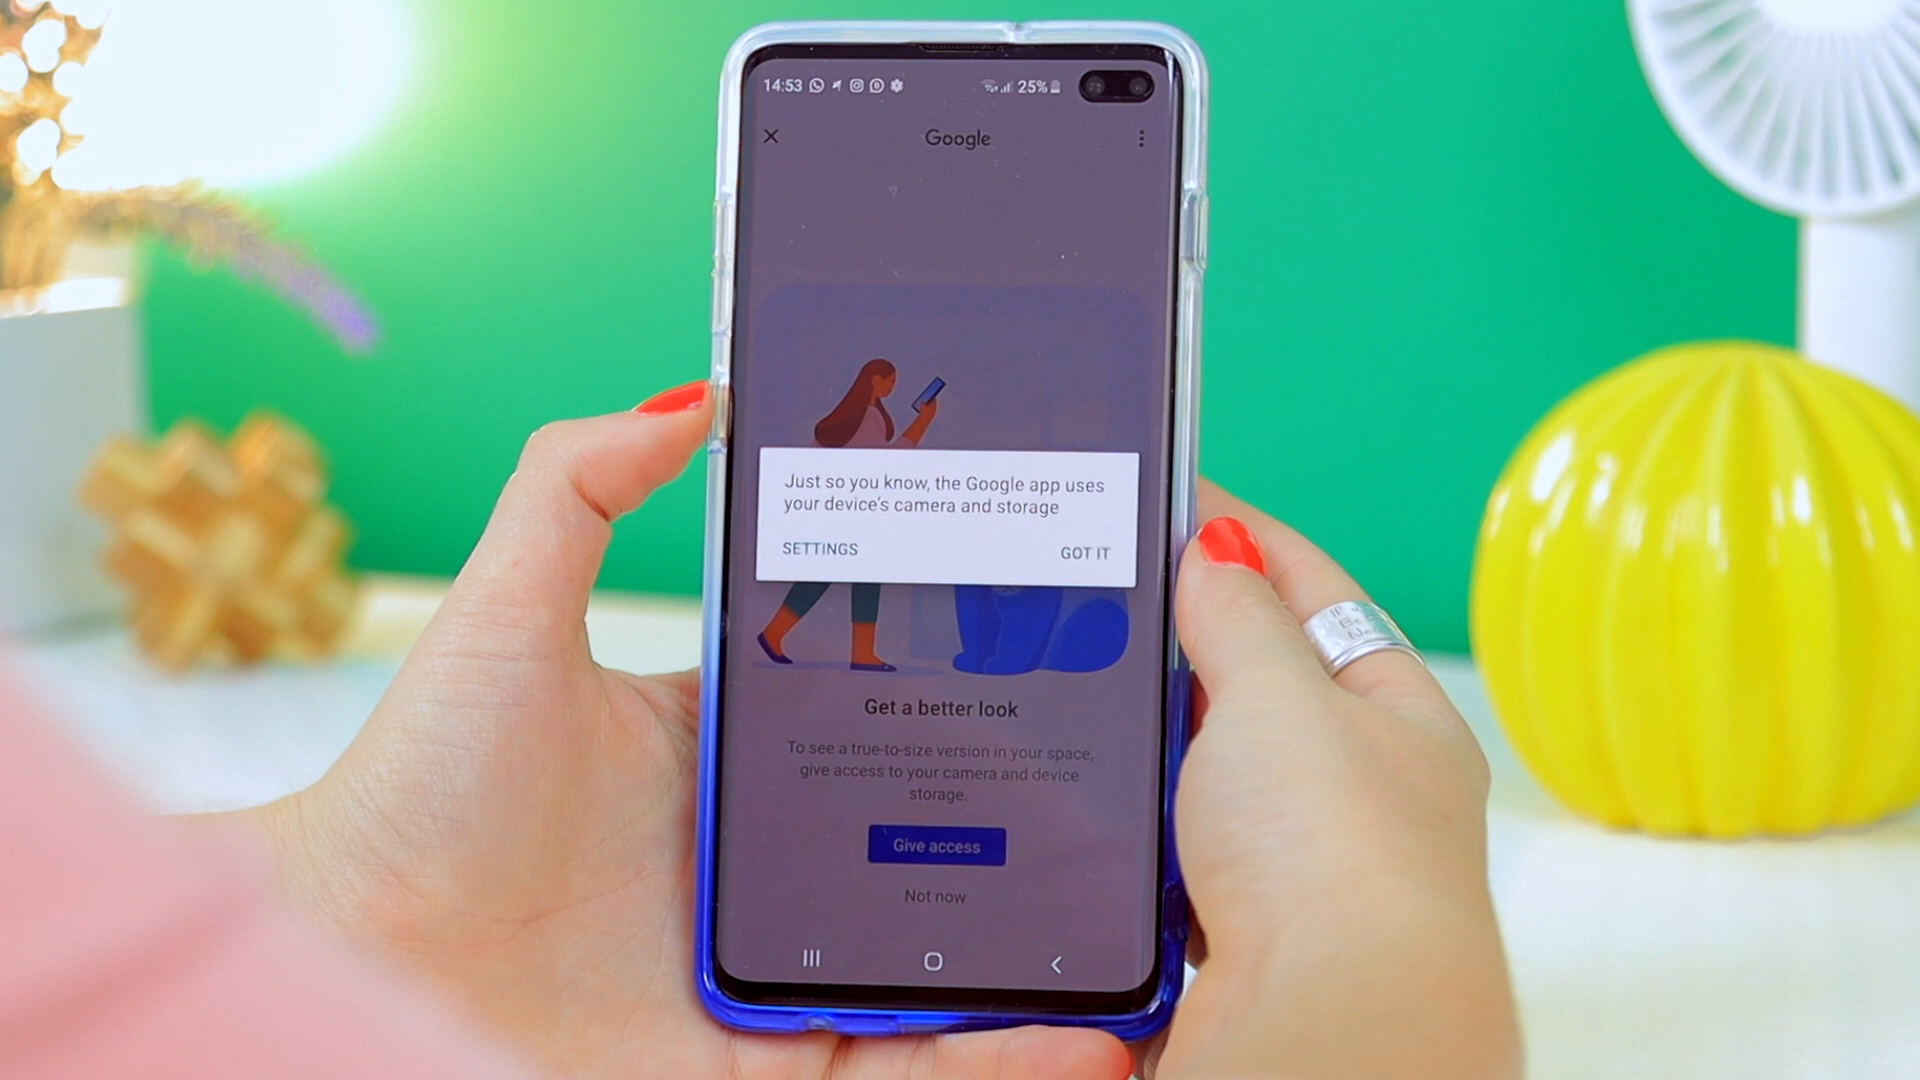 14:53 25%
Google
Just so you know, the Google app uses
your device's camera and storage
SETTINGS GOT IT
Get a better look
To see a true-to-size version in your space,
give access to your camera and device
storage.
Give access
Not now